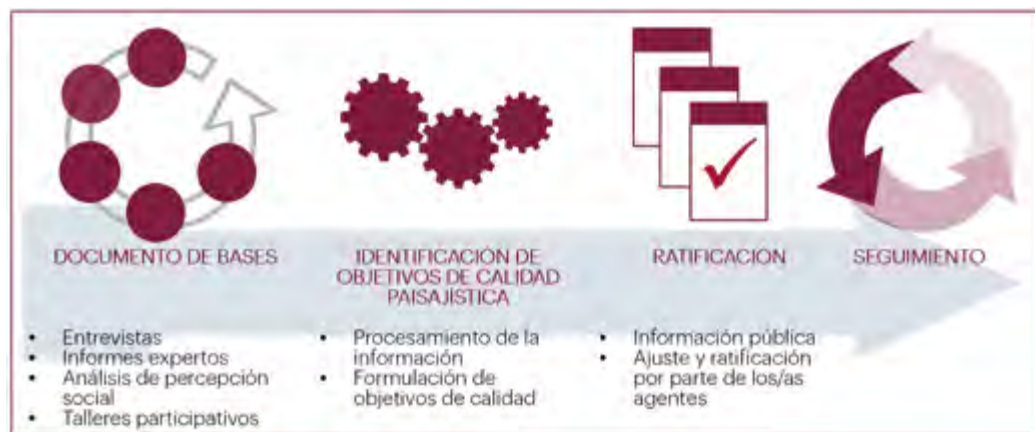 DOCUMENTO DE BASES
• Entrevistas
• Informes expertos
• Análisis de percepción
social
• Talleres participativos
IDENTIFICACIÓN DE
OBJETIVOS DE CALIDAD
PAISAJÍSTICA
• Procesamiento de la
información
• Formulación de
objetivos de calidad
RATIFICACIÓN
• Información pública
• Ajuste y ratificación
por parte de los/as
agentes
SEGUIMIENTO